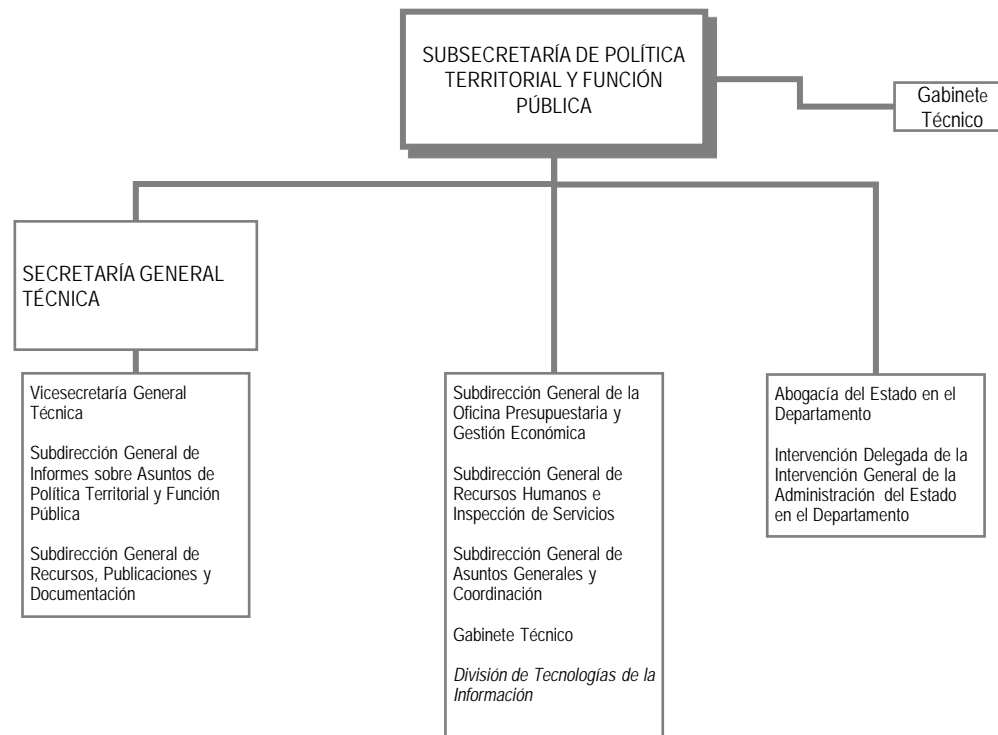 SUBSECRETARÍA DE POLÍTICA
TERRITORIAL Y FUNCIÓN
PÚBLICA
Gabinete
Técnico
SECRETARÍA GENERAL
TÉCNICA
Vicesecretaría General
Técnica
Subdirección General de
Informes sobre Asuntos de
Política Territorial y Función
Pública
Subdirección General de
Recursos, Publicaciones y
Documentación
Subdirección General de la
Oficina Presupuestaria y
Gestión Económica
Subdirección General de
Recursos Humanos e
Inspección de Servicios
Subdirección General de
Asuntos Generales y
Coordinación
Gabinete Técnico
División de Tecnologías de la
Información
Abogacía del Estado en el
Departamento
Intervención Delegada de la
Intervención General de la
Administración del Estado
en el Departamento